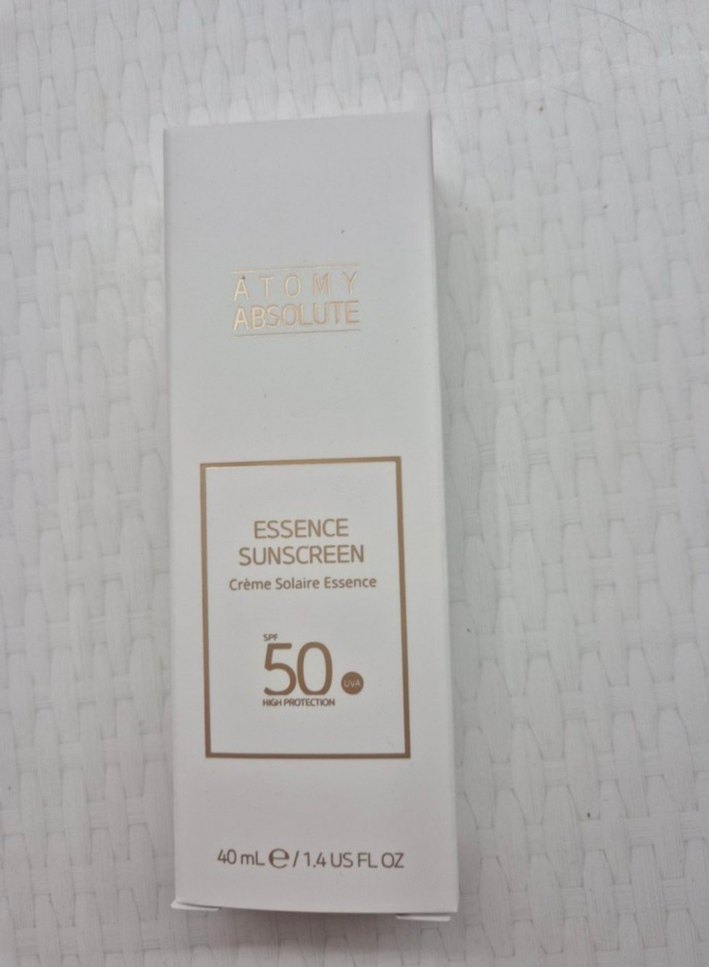 ATOMY
ABSOLUTE
ESSENCE
SUNSCREEN
Crème Solaire Essence
SPF
50 UVA
HIGH PROTECTION
40 mL ℮ / 1.4 US FL OZ